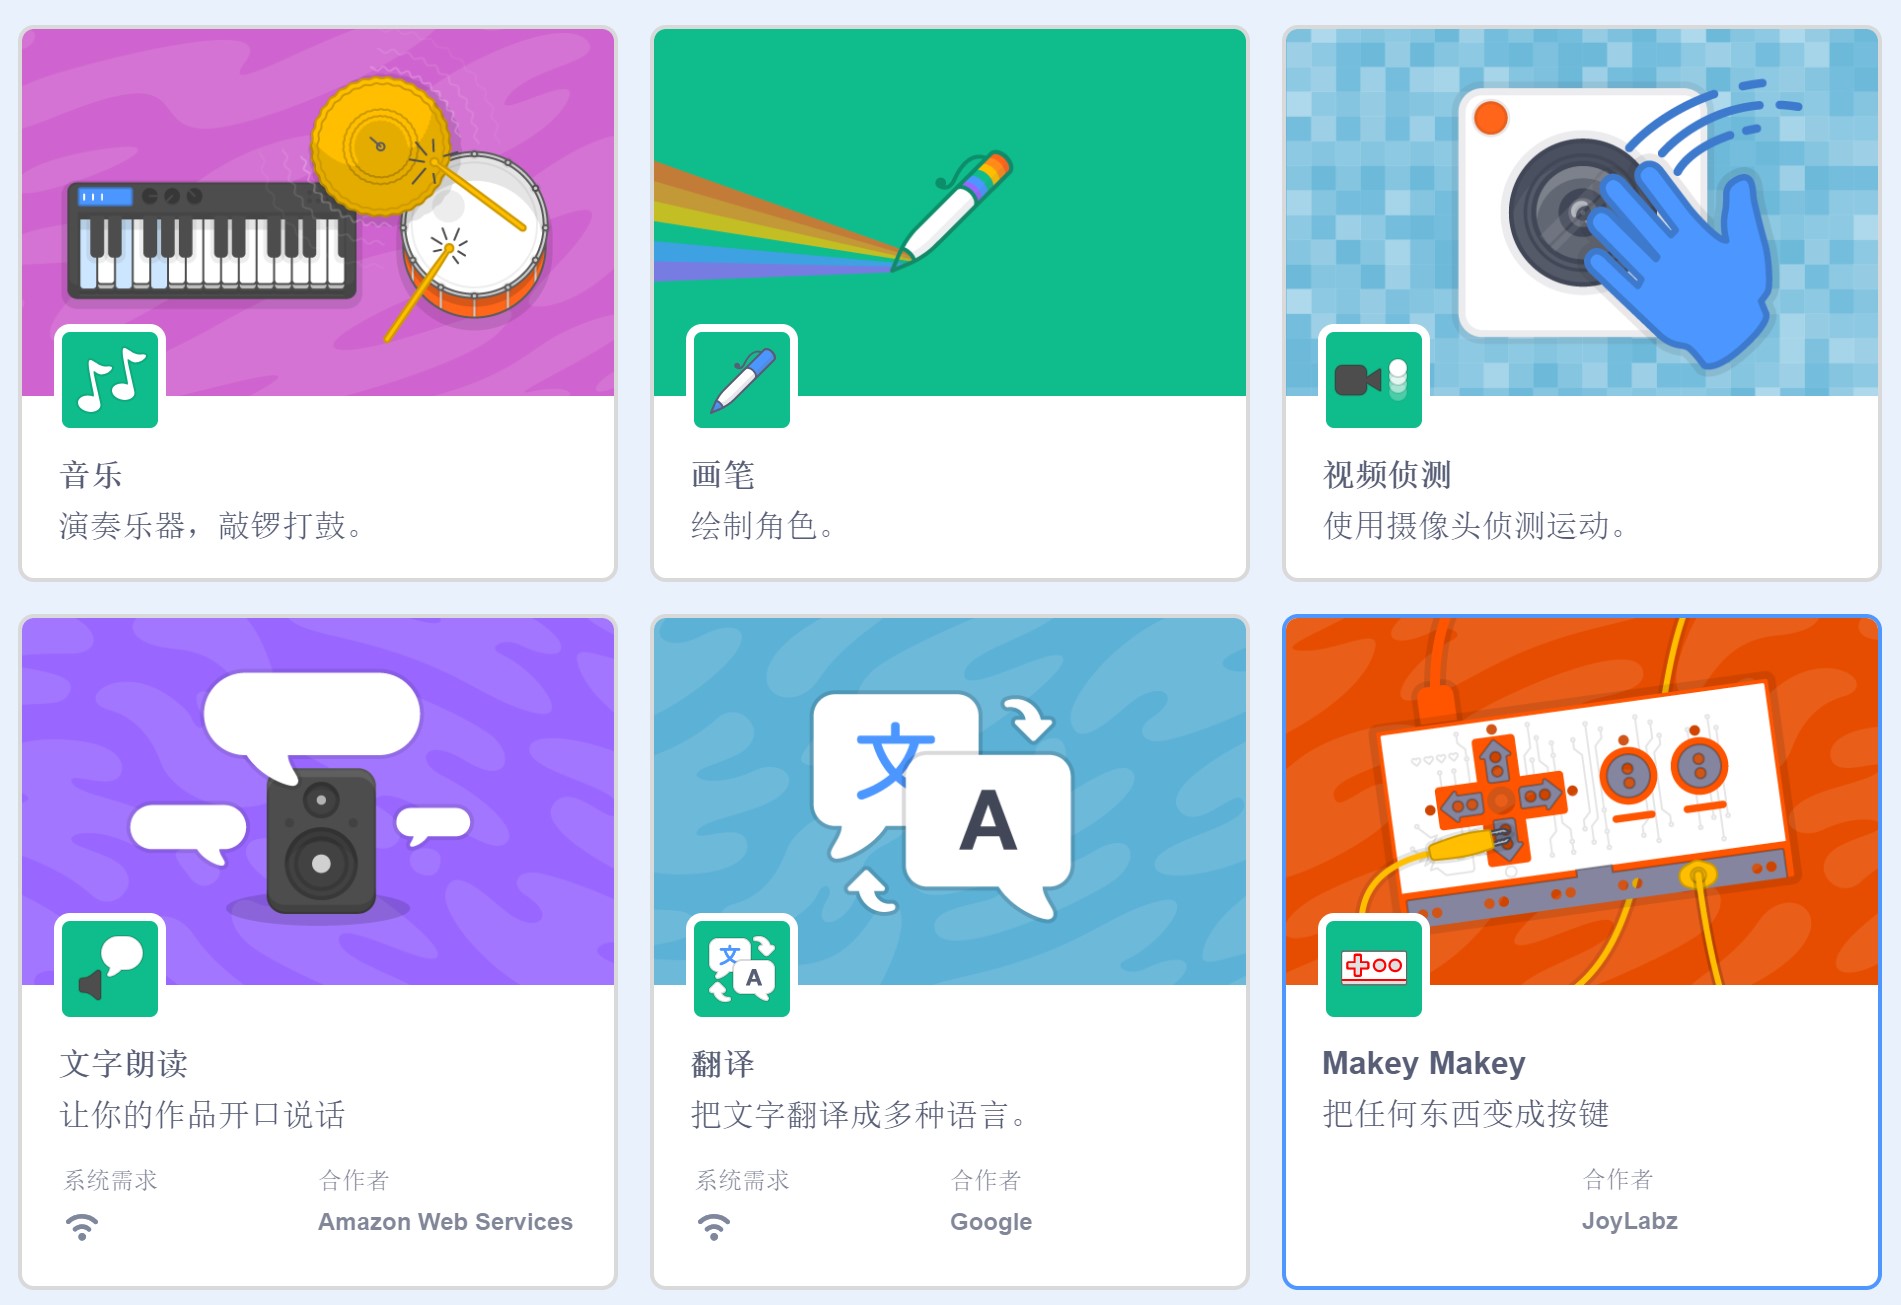 音乐
演奏乐器，敲锣打鼓。
画笔
绘制角色。
视频侦测
使用摄像头侦测运动。
文
A
文
A
文字朗读
让你的作品开口说话
系统需求
合作者
Amazon Web Services
翻译
把文字翻译成多种语言。
系统需求
合作者
Google
Makey Makey
把任何东西变成按键
合作者
JoyLabz